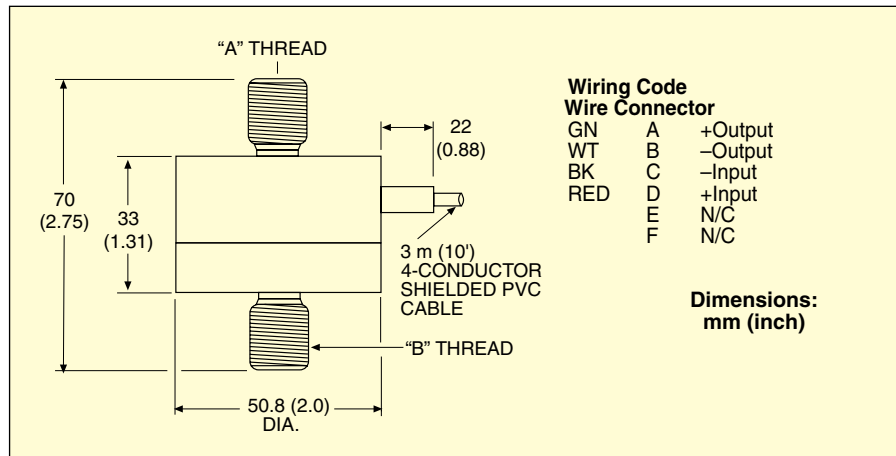 “A” THREAD
70
(2.75)
33
(1.31)
22
(0.88)
3 m (10')
4-CONDUCTOR
SHIELDED PVC
CABLE
“B” THREAD
50.8 (2.0)
DIA.
Wiring Code
Wire Connector
GN A +Output
WT B –Output
BK C –Input
RED D +Input
E N/C
F N/C
Dimensions:
mm (inch)